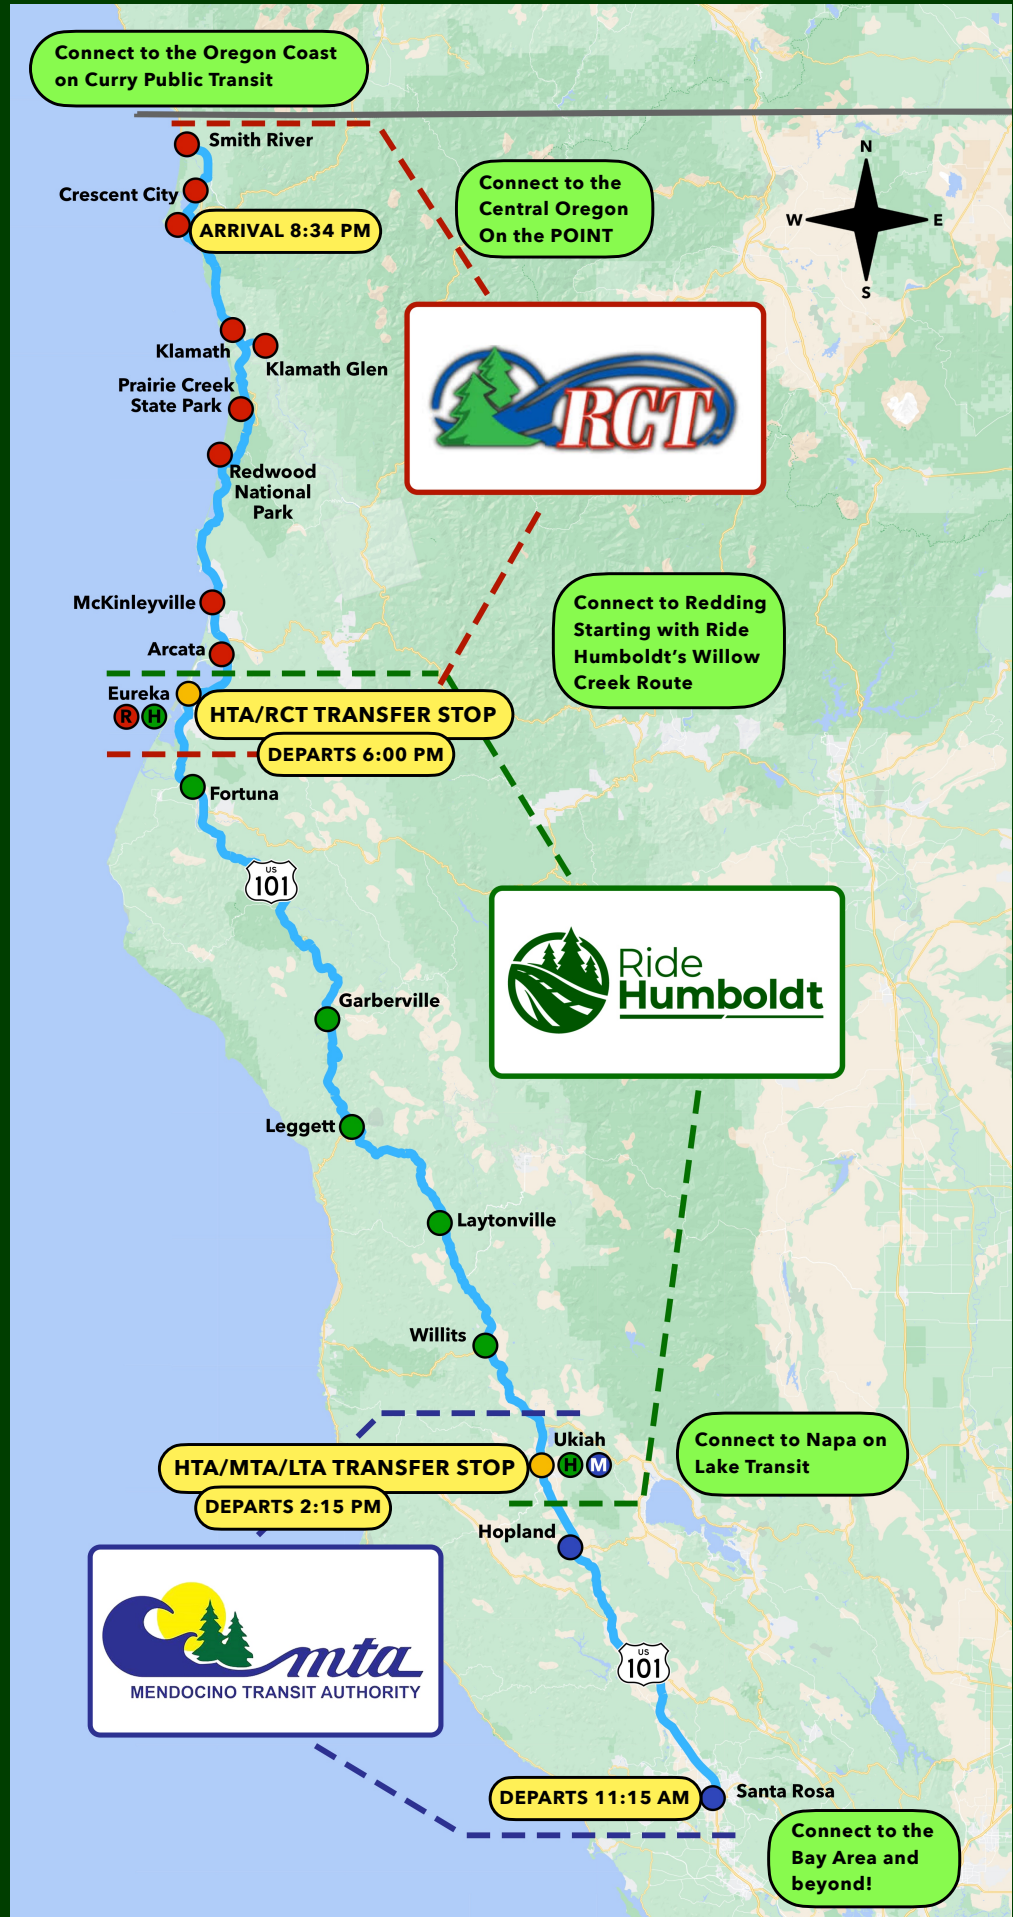 Connect to the Oregon Coast
on Curry Public Transit
Smith River
N
W
E
S
Connect to the
Central Oregon
On the POINT
Crescent City
ARRIVAL 8:34 PM
Klamath
Klamath Glen
Prairie Creek
State Park
RCT
Redwood
National
Park
McKinleyville
Connect to Redding
Starting with Ride
Humboldt's Willow
Creek Route
Arcata
Eureka
R
H
HTA/RCT TRANSFER STOP
DEPARTS 6:00 PM
Fortuna
US
101
Ride
Humboldt
Garberville
Leggett
Laytonville
Willits
Ukiah
H
M
HTA/MTA/LTA TRANSFER STOP
DEPARTS 2:15 PM
Connect to Napa on
Lake Transit
Hopland
mta
MENDOCINO TRANSIT AUTHORITY
US
101
DEPARTS 11:15 AM
Santa Rosa
Connect to the
Bay Area and
beyond!